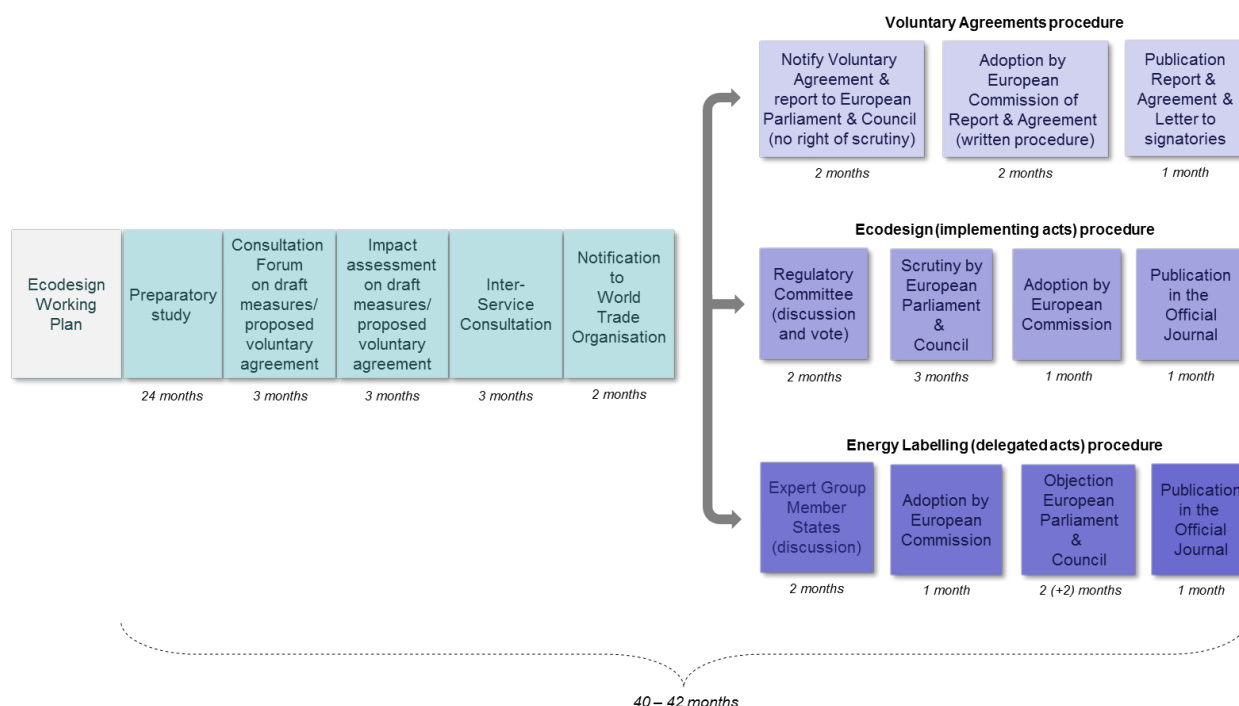 Ecodesign
Working
Plan
Preparatory
study
24 months
Consultation
Forum
on draft
measures/
proposed
voluntary
agreement
3 months
Impact
assessment
on draft
measures/
proposed
voluntary
agreement
3 months
Inter-
Service
Consultation
3 months
Notification
to
World
Trade
Organisation
2 months
Voluntary Agreements procedure
Notify Voluntary
Agreement &
report to European
Parliament & Council
(no right of scrutiny)
2 months
Adoption by
European
Commission of
Report & Agreement
(written procedure)
2 months
Publication
Report &
Agreement &
Letter to
signatories
1 month
Ecodesign (implementing acts) procedure
Regulatory
Committee
(discussion
and vote)
2 months
Scrutiny by
European
Parliament
&
Council
3 months
Adoption by
European
Commission
1 month
Publication
in the
Official
Journal
1 month
Energy Labelling (delegated acts) procedure
Expert Group
Member
States
(discussion)
2 months
Adoption by
European
Commission
1 month
Objection
European
Parliament
&
Council
2 (+2) months
Publication
in the
Official
Journal
1 month
40 – 42 months